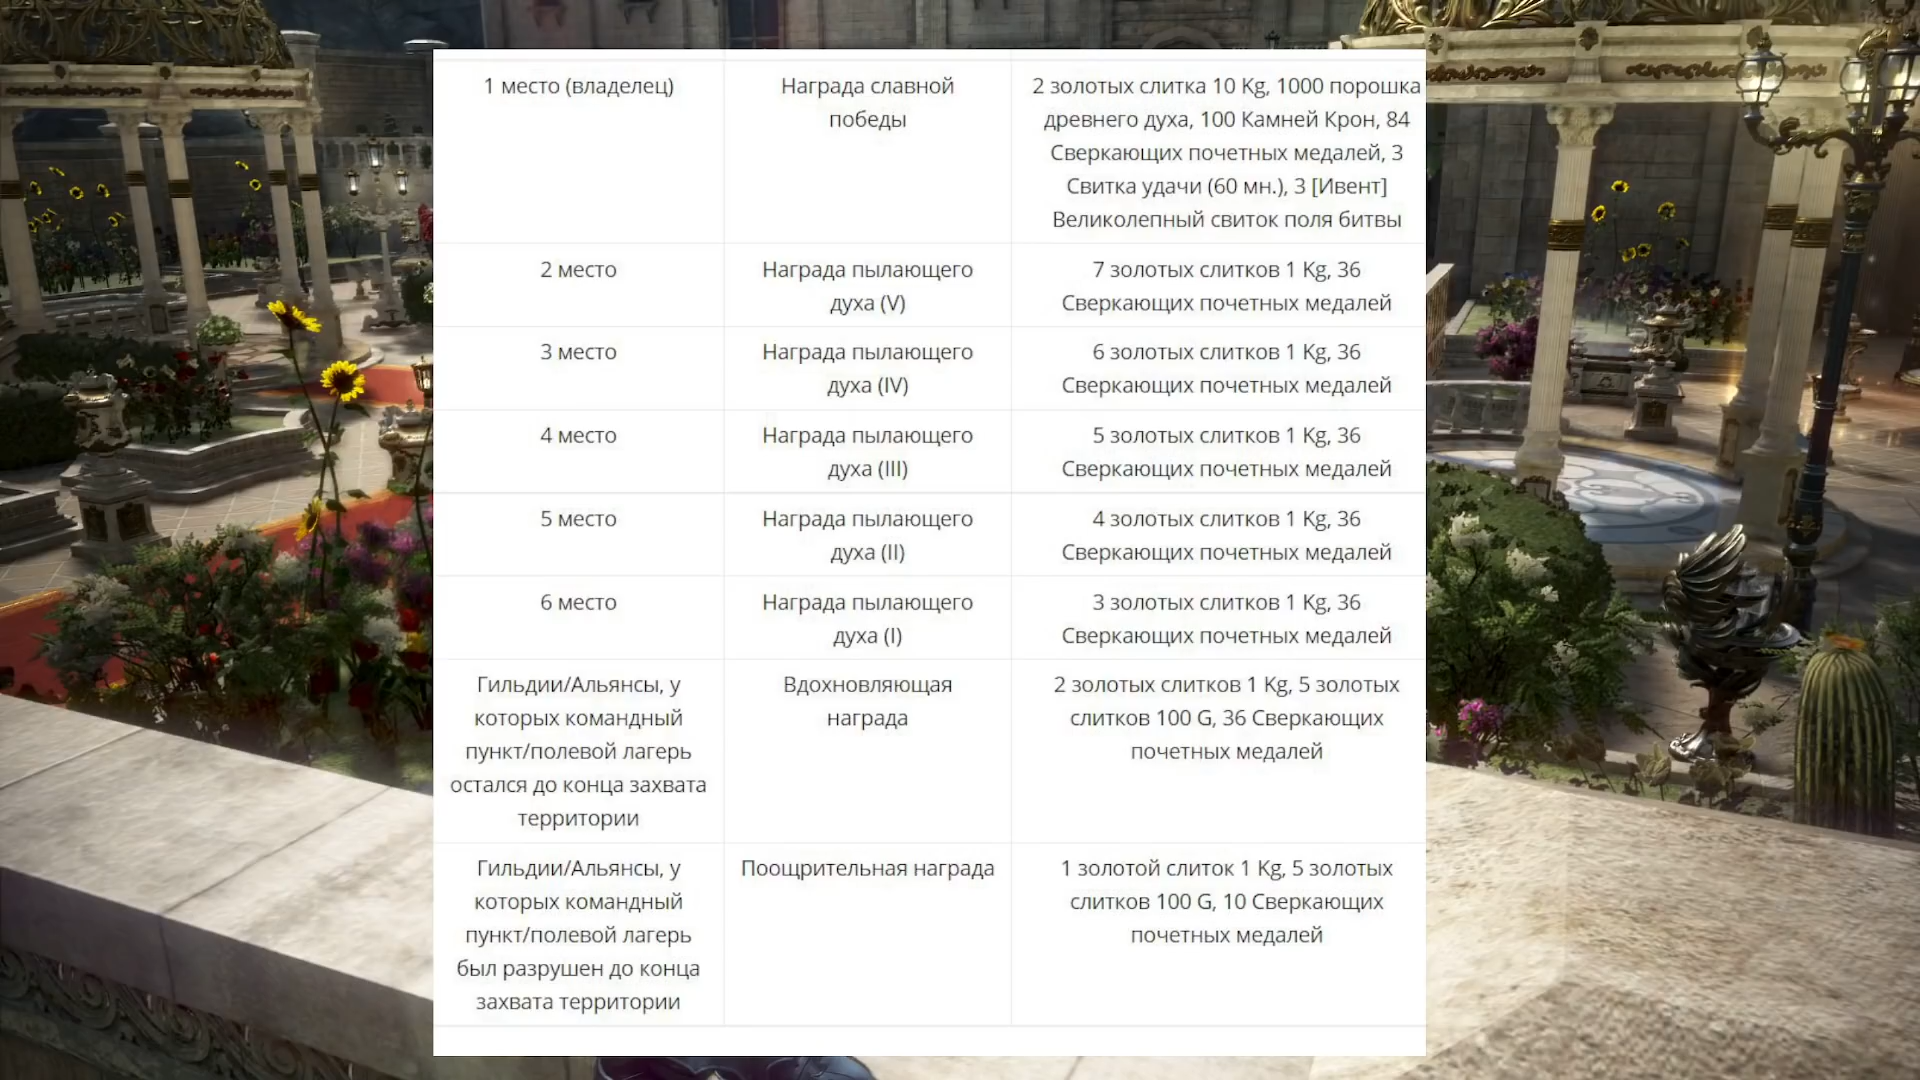 1 место (владелец)
Награда славной
победы
2 золотых слитка 10 Kg, 1000 порошка
древнего духа, 100 Камней Крон, 84
Сверкающих почетных медалей, 3
Свитка удачи (60 мн.), 3 [Ивент]
Великолепный свиток поля битвы
2 место
Награда пылающего
духа (V)
7 золотых слитков 1 Kg, 36
Сверкающих почетных медалей
3 место
Награда пылающего
духа (IV)
6 золотых слитков 1 Kg, 36
Сверкающих почетных медалей
4 место
Награда пылающего
духа (III)
5 золотых слитков 1 Kg, 36
Сверкающих почетных медалей
5 место
Награда пылающего
духа (II)
4 золотых слитков 1 Kg, 36
Сверкающих почетных медалей
6 место
Награда пылающего
духа (I)
3 золотых слитков 1 Kg, 36
Сверкающих почетных медалей
Гильдии/Альянсы, у
которых командный
пункт/полевой лагерь
остался до конца захвата
территории
Вдохновляющая
награда
2 золотых слитков 1 Kg, 5 золотых
слитков 100 G, 36 Сверкающих
почетных медалей
Гильдии/Альянсы, у
которых командный
пункт/полевой лагерь
был разрушен до конца
захвата территории
Поощрительная награда
1 золотой слиток 1 Kg, 5 золотых
слитков 100 G, 10 Сверкающих
почетных медалей